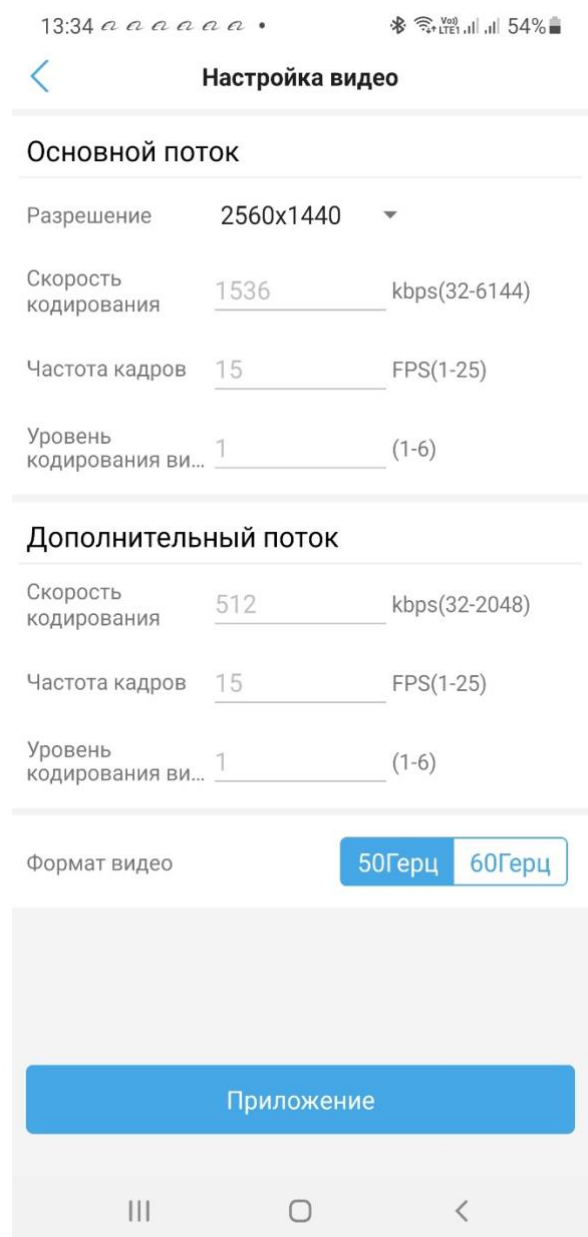 13:34 a a a a a a • Vo)) LTE1 54%
Настройка видео
Основной поток
Разрешение 2560x1440
Скорость
кодирования 1536 kbps(32-6144)
Частота кадров 15 FPS(1-25)
Уровень
кодирования ви... 1 (1-6)
Дополнительный поток
Скорость
кодирования 512 kbps(32-2048)
Частота кадров 15 FPS(1-25)
Уровень
кодирования ви... 1 (1-6)
Формат видео 50Герц 60Герц
Приложение